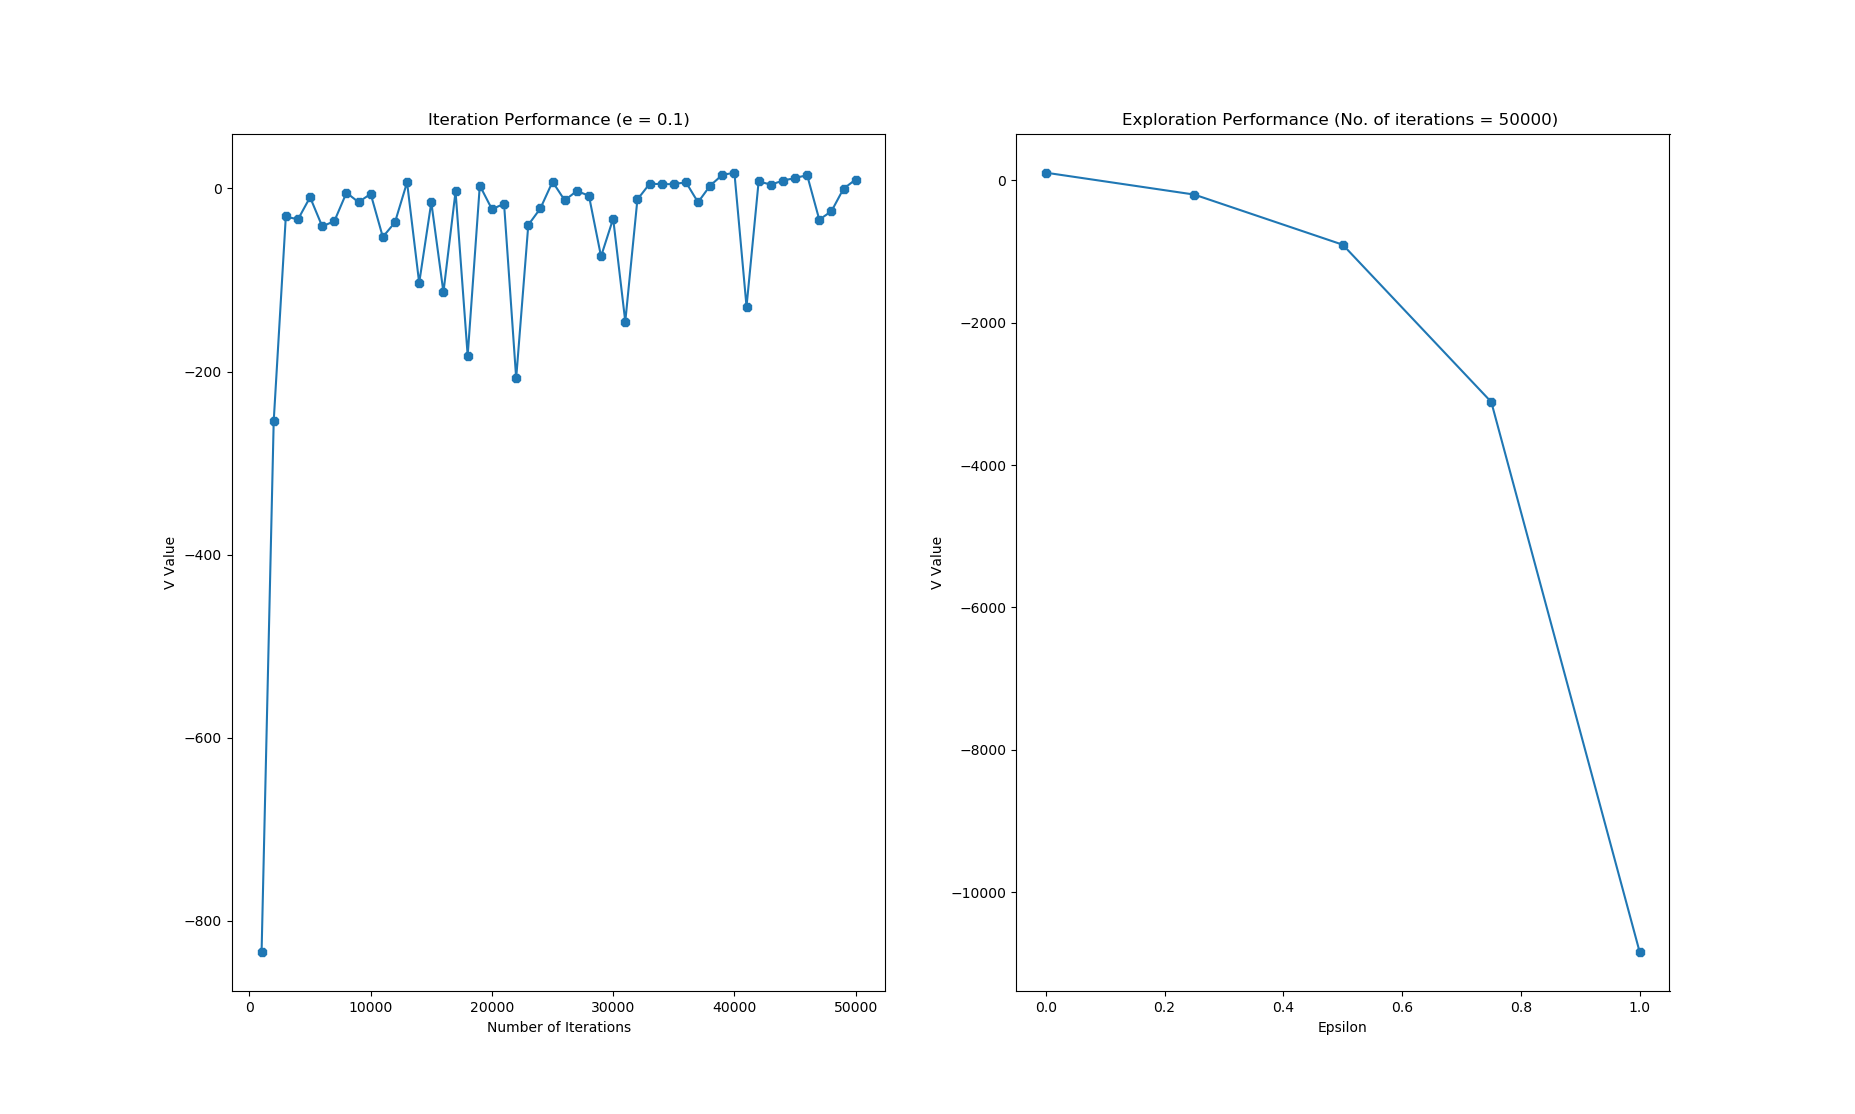 Iteration Performance (e = 0.1)
V Value
0
−200
−400
−600
−800
0 10000 20000 30000 40000 50000
Number of Iterations
Exploration Performance (No. of iterations = 50000)
V Value
0
−2000
−4000
−6000
−8000
−10000
0.0 0.2 0.4 0.6 0.8 1.0
Epsilon